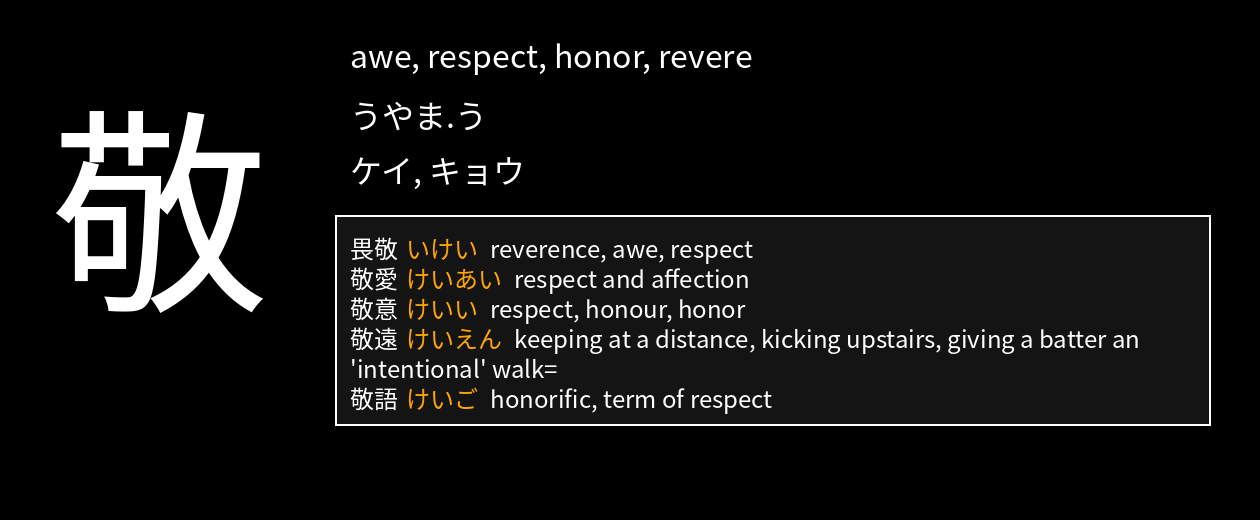 敬
awe, respect, honor, revere
うやま.う
ケイ, キョウ
畏敬 いけい reverence, awe, respect
敬愛 けいあい respect and affection
敬意 けいい respect, honour, honor
敬遠 けいえん keeping at a distance, kicking upstairs, giving a batter an
'intentional' walk=
敬語 けいご honorific, term of respect